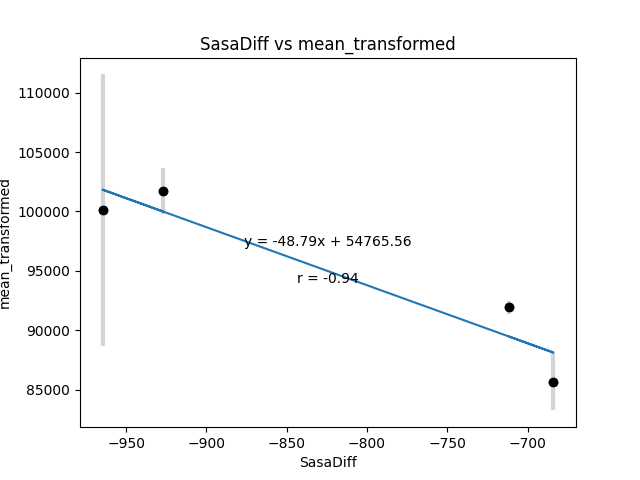 SasaDiff vs mean_transformed
110000
105000
100000
95000
90000
85000
mean_transformed
y = -48.79x + 54765.56
r = -0.94
−950
−900
−850
−800
−750
−700
SasaDiff